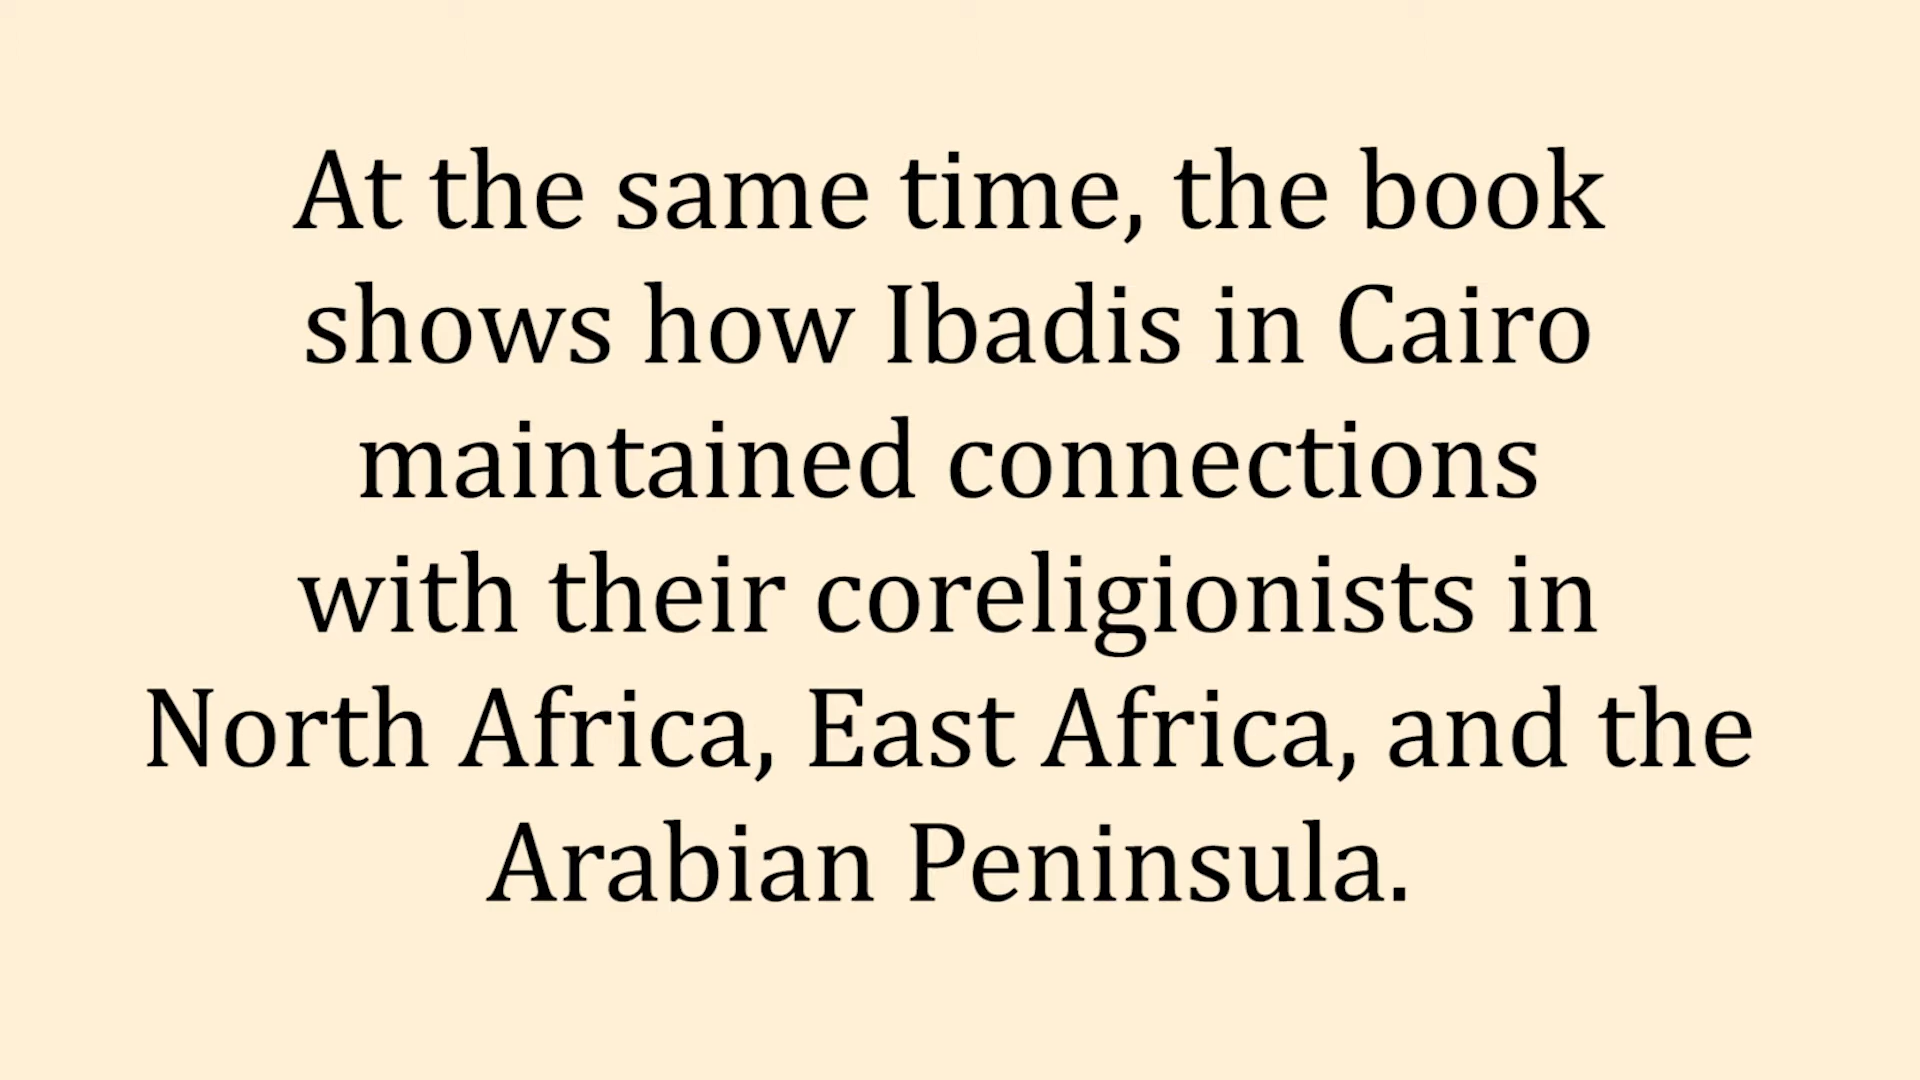 At the same time, the book
shows how Ibadis in Cairo
maintained connections
with their coreligionists in
North Africa, East Africa, and the
Arabian Peninsula.